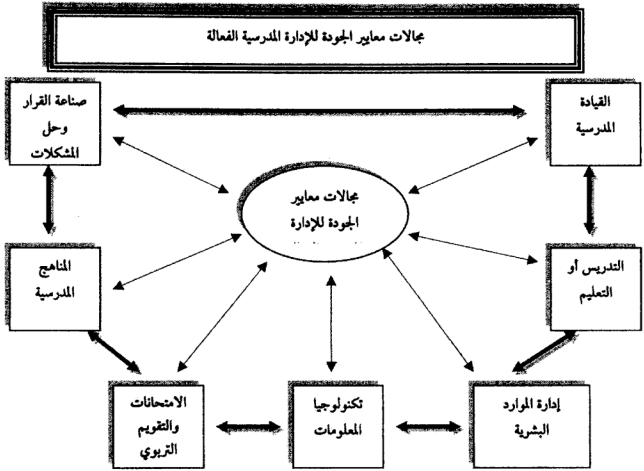 مجالات معايير الجودة للإدارة المدرسية الفعالة
القيادة
المدرسية
صناعة القرار
وحل
المشكلات
مجالات معايير
الجودة للإدارة
التدريس أو
التعليم
المناهج
المدرسية
إدارة الموارد
البشرية
تكنولوجيا
المعلومات
الامتحانات
والتقويم
التربوي